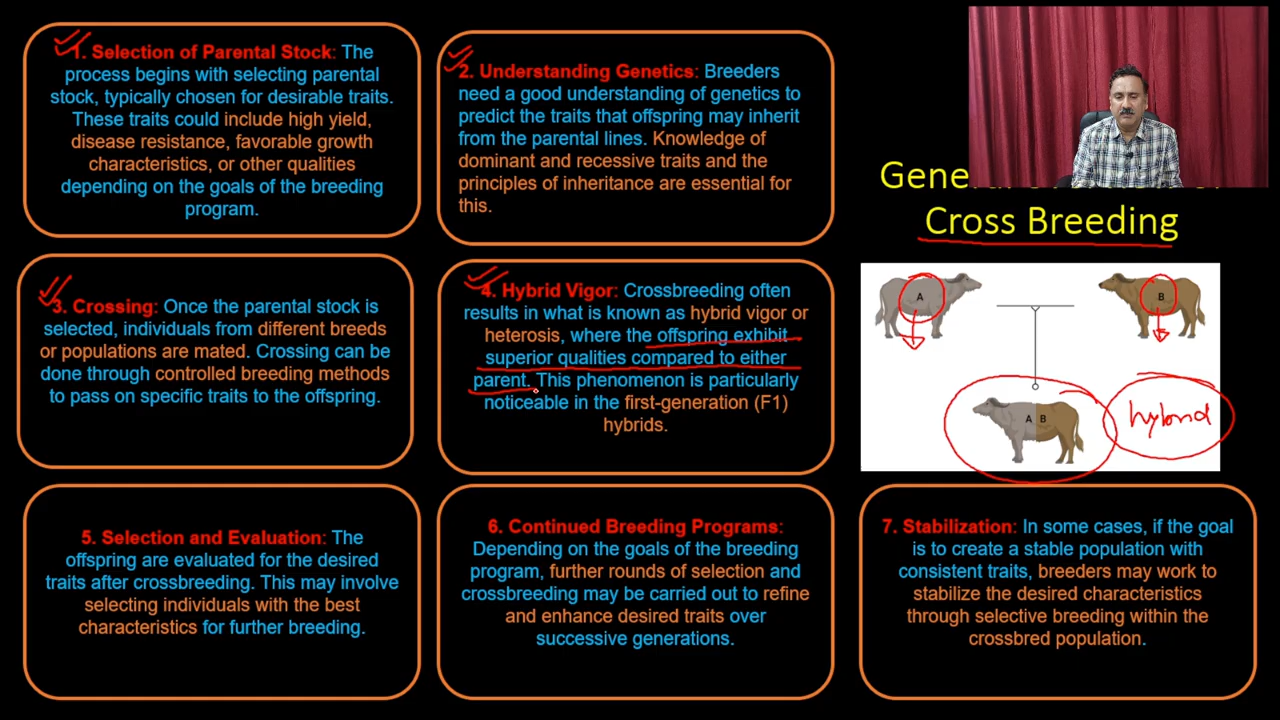 1. Selection of Parental Stock: The
process begins with selecting parental
stock, typically chosen for desirable traits.
These traits could include high yield,
disease resistance, favorable growth
characteristics, or other qualities
depending on the goals of the breeding
program.
2. Understanding Genetics: Breeders
need a good understanding of genetics to
predict the traits that offspring may inherit
from the parental lines. Knowledge of
dominant and recessive traits and the
principles of inheritance are essential for
this.
Cross Breeding
3. Crossing: Once the parental stock is
selected, individuals from different breeds
or populations are mated. Crossing can be
done through controlled breeding methods
to pass on specific traits to the offspring.
4. Hybrid Vigor: Crossbreeding often
results in what is known as hybrid vigor or
heterosis, where the offspring exhibit
superior qualities compared to either
parent. This phenomenon is particularly
noticeable in the first-generation (F1)
hybrids.
A
B
A B
hybrid
5. Selection and Evaluation: The
offspring are evaluated for the desired
traits after crossbreeding. This may involve
selecting individuals with the best
characteristics for further breeding.
6. Continued Breeding Programs:
Depending on the goals of the breeding
program, further rounds of selection and
crossbreeding may be carried out to refine
and enhance desired traits over
successive generations.
7. Stabilization: In some cases, if the goal
is to create a stable population with
consistent traits, breeders may work to
stabilize the desired characteristics
through selective breeding within the
crossbred population.